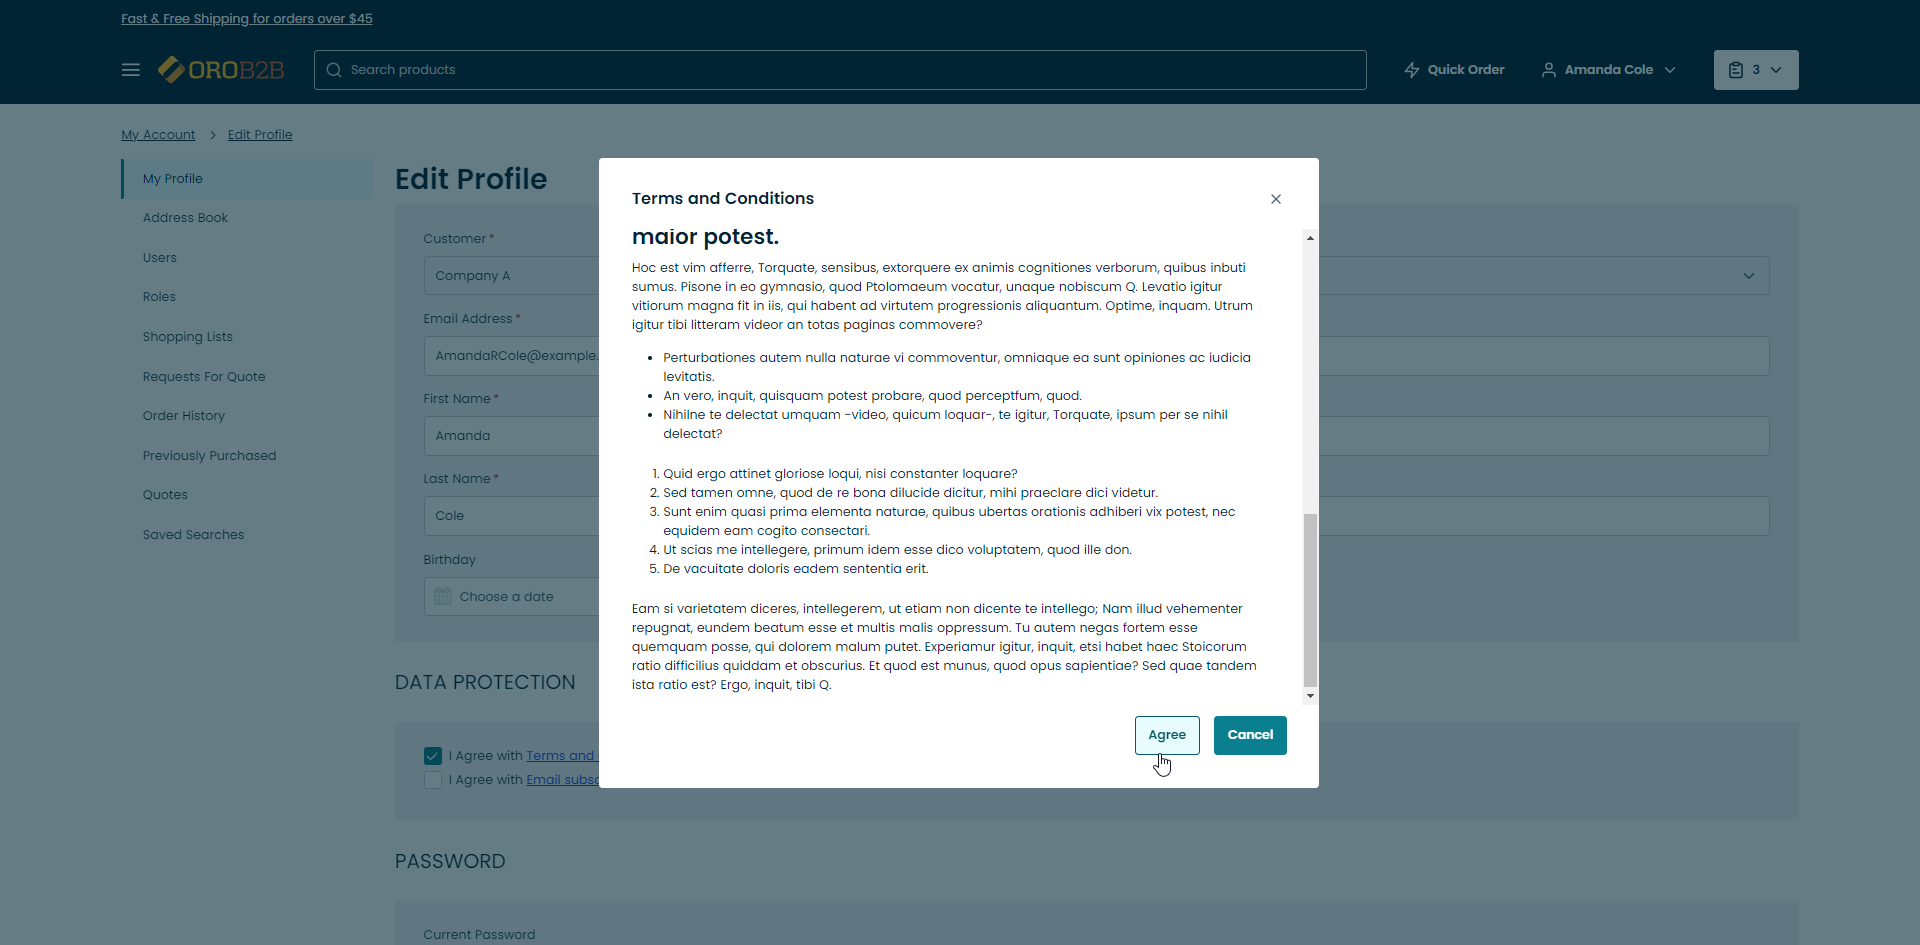 Fast & Free Shipping for orders over $45
OROB2B
Search products
Quick Order
Amanda Cole
3
My Account > Edit Profile
My Profile
Address Book
Users
Roles
Shopping Lists
Requests For Quote
Order History
Previously Purchased
Quotes
Saved Searches
Edit Profile
Customer *
Company A
Email Address *
AmandaRCole@example.
First Name *
Amanda
Last Name *
Cole
Birthday
Choose a date
DATA PROTECTION
I Agree with Terms and
I Agree with Email subsc
PASSWORD
Current Password
Terms and Conditions
maior potest.
Hoc est vim afferre, Torquate, sensibus, extorquere ex animis cognitiones verborum, quibus inbuti
sumus. Pisone in eo gymnasio, quod Ptolomaeum vocatur, unaque nobiscum Q. Levatio igitur
vitiorum magna fit in iis, qui habent ad virtutem progressionis aliquantum. Optime, inquam. Utrum
igitur tibi litteram videor an totas paginas commovere?
• Perturbationes autem nulla naturae vi commoventur, omniaque ea sunt opiniones ac iudicia
levitatis.
• An vero, inquit, quisquam potest probare, quod perceptfum, quod.
• Nihilne te delectat umquam -video, quicum loquar-, te igitur, Torquate, ipsum per se nihil
delectat?
1. Quid ergo attinet gloriose loqui, nisi constanter loquare?
2. Sed tamen omne, quod de re bona dilucide dicitur, mihi praeclare dici videtur.
3. Sunt enim quasi prima elementa naturae, quibus ubertas orationis adhiberi vix potest, nec
equidem eam cogito consectari.
4. Ut scias me intellegere, primum idem esse dico voluptatem, quod ille don.
5. De vacuitate doloris eadem sententia erit.
Eam si varietatem diceres, intellegerem, ut etiam non dicente te intellego; Nam illud vehementer
repugnat, eundem beatum esse et multis malis oppressum. Tu autem negas fortem esse
quemquam posse, qui dolorem malum putet. Experiamur igitur, inquit, etsi habet haec Stoicorum
ratio difficilius quiddam et obscurius. Et quod est munus, quod opus sapientiae? Sed quae tandem
ista ratio est? Ergo, inquit, tibi Q.
Agree
Cancel